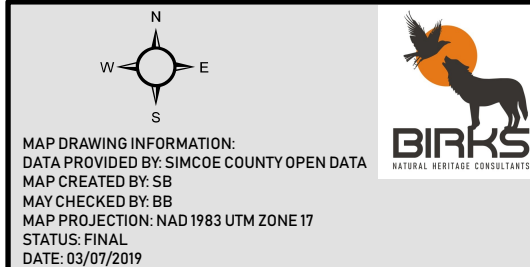 N
W E
S
BIRKS
NATURAL HERITAGE CONSULTANTS
MAP DRAWING INFORMATION:
DATA PROVIDED BY: SIMCOE COUNTY OPEN DATA
MAP CREATED BY: SB
MAY CHECKED BY: BB
MAP PROJECTION: NAD 1983 UTM ZONE 17
STATUS: FINAL
DATE: 03/07/2019